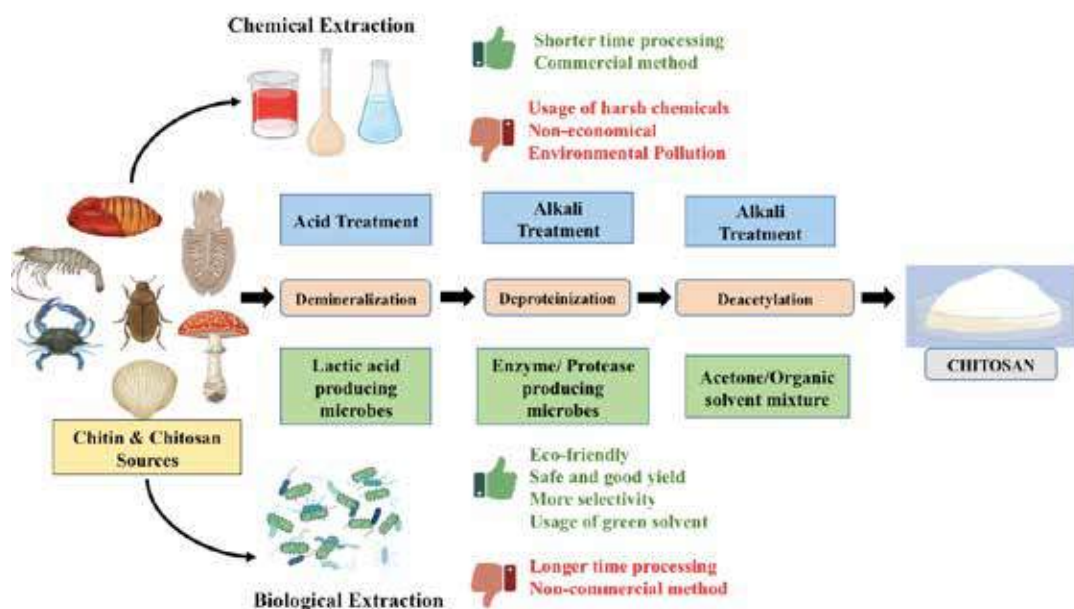 Chemical Extraction
Shorter time processing
Commercial method
Usage of harsh chemicals
Non-economical
Environmental Pollution
Acid Treatment
Alkali
Treatment
Alkali
Treatment
Demineralization
Deproteinization
Deacetylation
CHITOSAN
Lactic acid
producing
microbes
Enzyme/ Protease
producing
microbes
Acetone/Organic
solvent mixture
Chitin & Chitosan
Sources
Eco-friendly
Safe and good yield
More selectivity
Usage of green solvent
Longer time processing
Non-commercial method
Biological Extraction